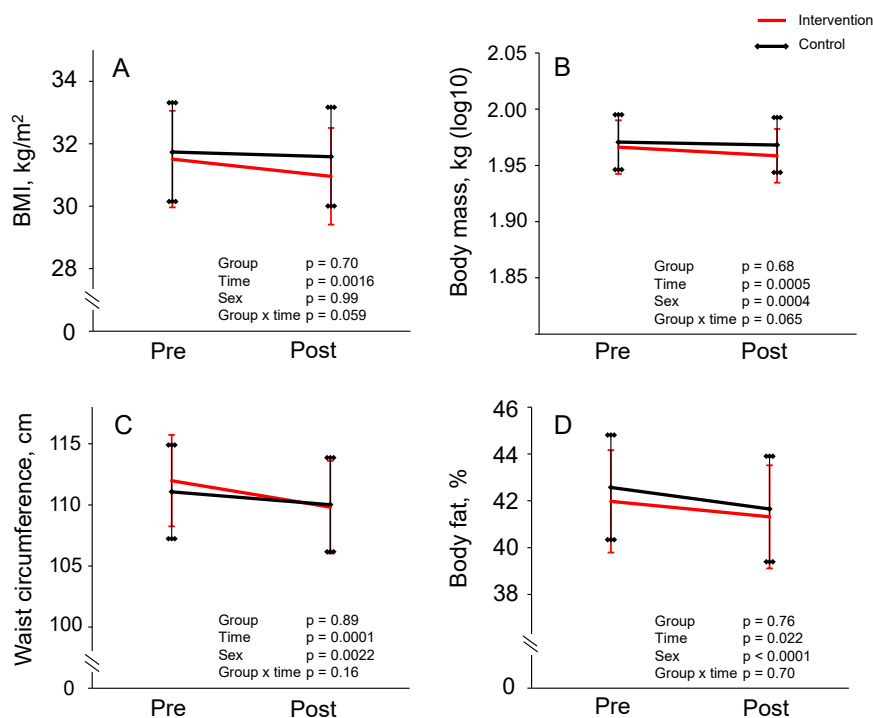 Intervention
Control
A
BMI, kg/m²
34
32
30
28
0
Group p = 0.70
Time p = 0.0016
Sex p = 0.99
Group x time p = 0.059
Pre Post
B
Body mass, kg (log10)
2.05
2.00
1.95
1.90
1.85
0
Group p = 0.68
Time p = 0.0005
Sex p = 0.0004
Group x time p = 0.065
Pre Post
C
Waist circumference, cm
115
110
105
100
0
Group p = 0.89
Time p = 0.0001
Sex p = 0.0022
Group x time p = 0.16
Pre Post
D
Body fat, %
46
44
42
40
38
0
Group p = 0.76
Time p = 0.022
Sex p < 0.0001
Group x time p = 0.70
Pre Post